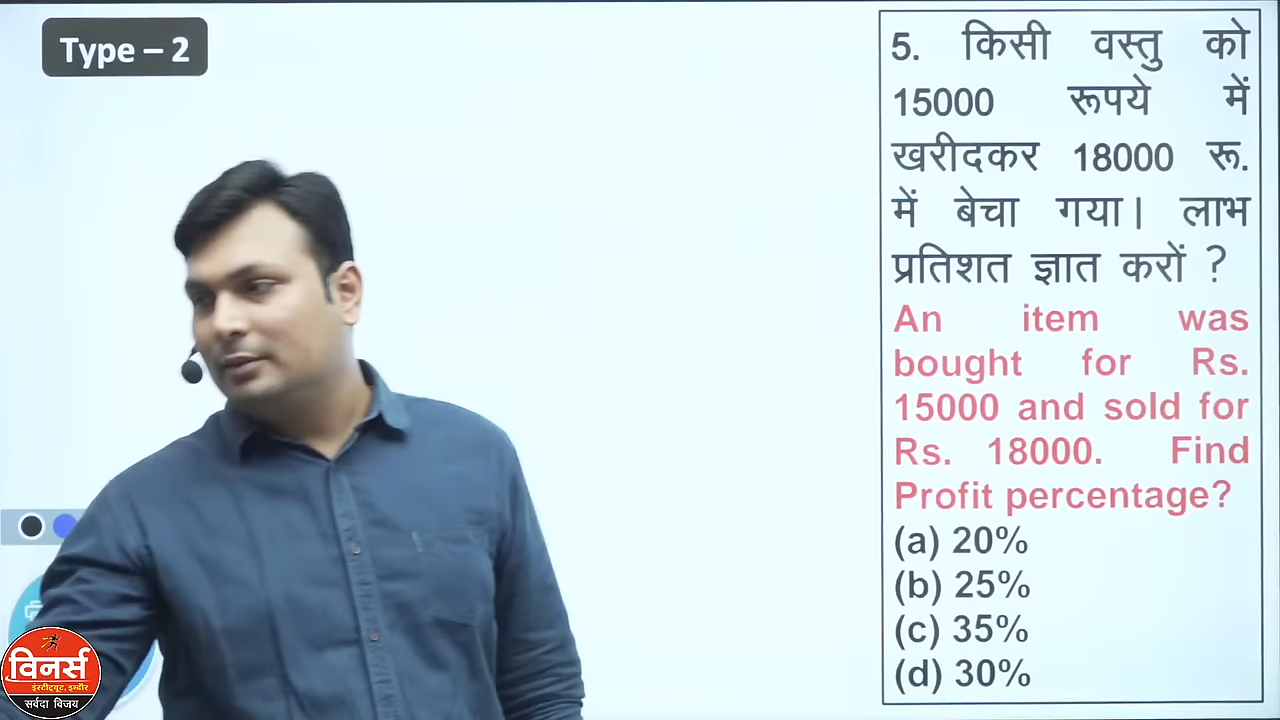 Type – 2
5. किसी वस्तु को
15000 रूपये में
खरीदकर 18000 रू.
में बेचा गया। लाभ
प्रतिशत ज्ञात करों ?
An item was
bought for Rs.
15000 and sold for
Rs. 18000. Find
Profit percentage?
(a) 20%
(b) 25%
(c) 35%
(d) 30%
विनर्स
इंस्टीट्यूट, इन्दौर
सर्वदा विजय